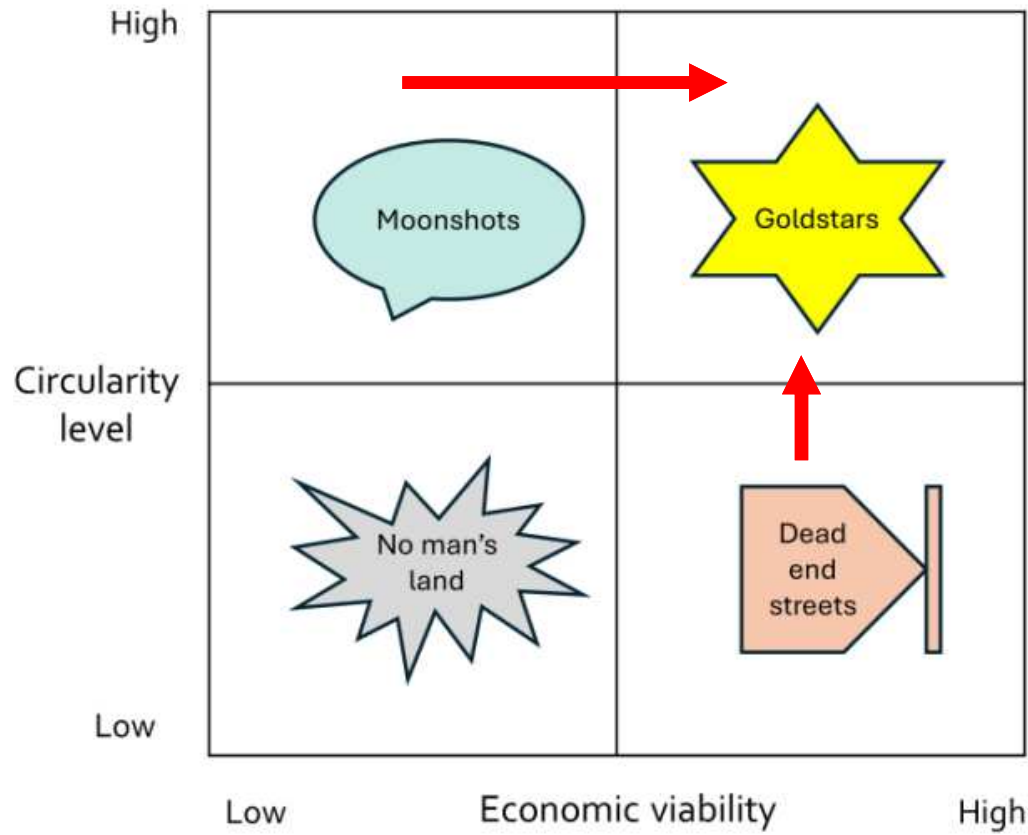 High
Moonshots
Goldstars
Circularity
level
No man's
land
Dead
end
streets
Low
Low
Economic viability
High